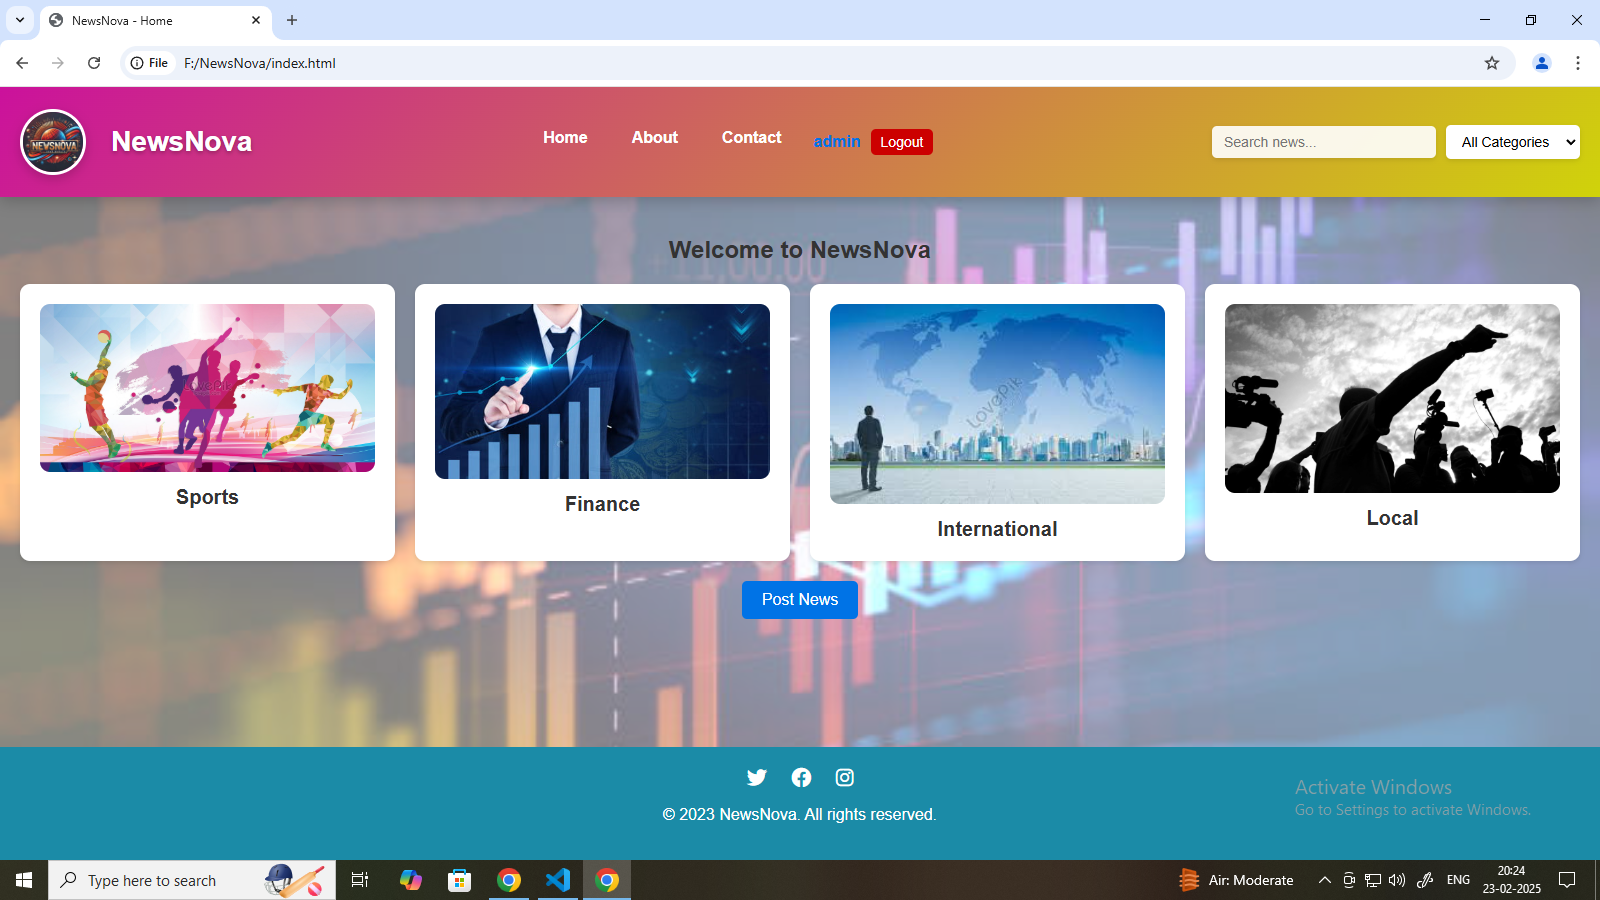 NewsNova - Home
File
F:/NewsNova/index.html
NEWSNOVA
NewsNova
Home
About
Contact
admin
Logout
Search news...
All Categories
Welcome to NewsNova
Sports
Finance
LovePik
International
Local
Post News
© 2023 NewsNova. All rights reserved.
Activate Windows
Go to Settings to activate Windows.
Type here to search
Air: Moderate
ENG
20:24
23-02-2025